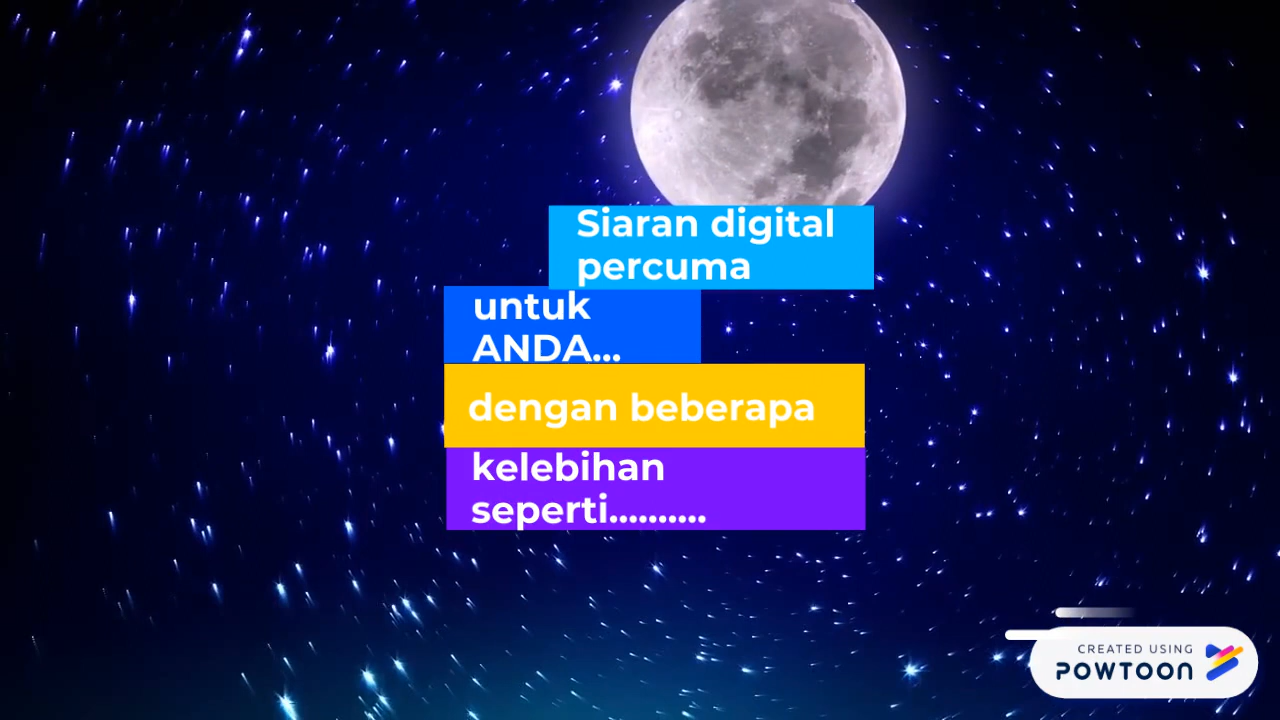 Siaran digital
percuma
untuk
ANDA...
dengan beberapa
kelebihan
seperti..........
CREATED USING
POWTOON